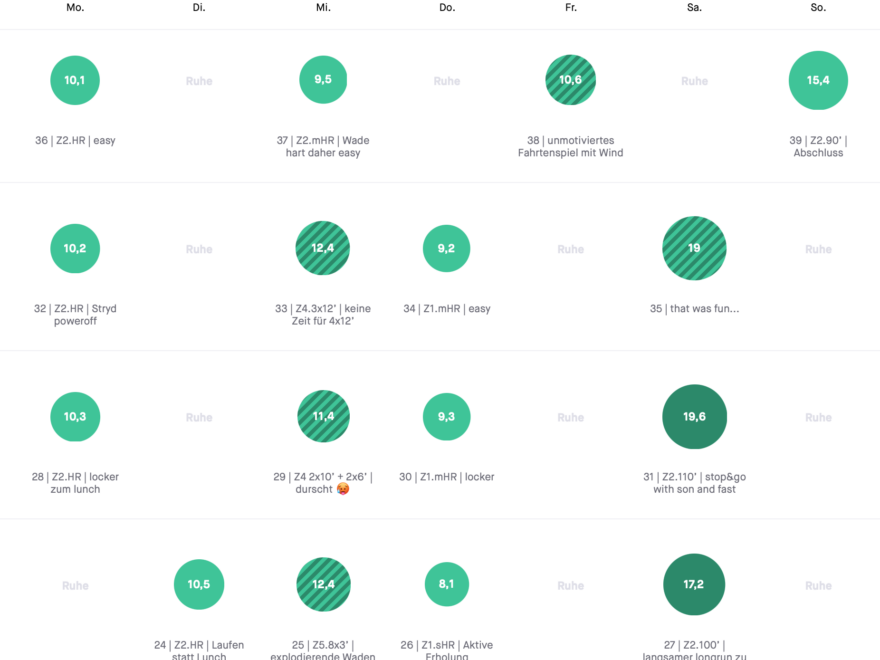 Mo. Di. Mi. Do. Fr. Sa. So.
10,1 Ruhe 9,5 Ruhe 10,6 Ruhe 15,4
36 | Z2.HR | easy
37 | Z2.mHR | Wade
hart daher easy
38 | unmotiviertes
Fahrtenspiel mit Wind
39 | Z2.90' |
Abschluss
10,2 Ruhe 12,4 9,2 Ruhe 19 Ruhe
32 | Z2.HR | Stryd
poweroff
33 | Z4.3x12' | keine
Zeit für 4x12'
34 | Z1.mHR | easy
35 | that was fun...
10,3 Ruhe 11,4 9,3 Ruhe 19,6 Ruhe
28 | Z2.HR | locker
zum lunch
29 | Z4 2x10' + 2x6' |
durscht 🥵
30 | Z1.mHR | locker
31 | Z2.110' | stop&go
with son and fast
Ruhe 10,5 12,4 8,1 Ruhe 17,2 Ruhe
24 | Z2.HR | Laufen
statt Lunch
25 | Z5.8x3' |
explodierende Waden
26 | Z1.sHR | Aktive
Erholung
27 | Z2.100' |
langsamer longrun zu